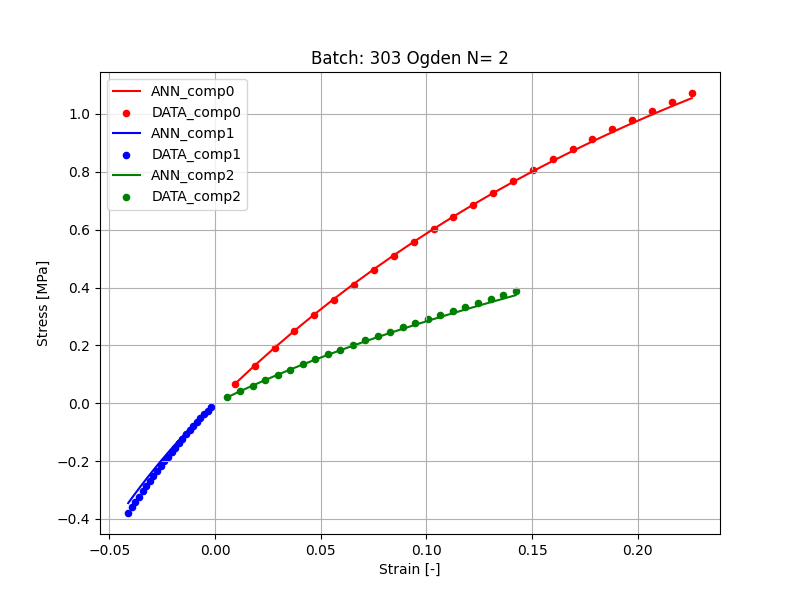 Batch: 303 Ogden N= 2
ANN_comp0
DATA_comp0
ANN_comp1
DATA_comp1
ANN_comp2
DATA_comp2
Stress [MPa]
1.0
0.8
0.6
0.4
0.2
0.0
−0.2
−0.4
−0.05
0.00
0.05
0.10
0.15
0.20
Strain [-]